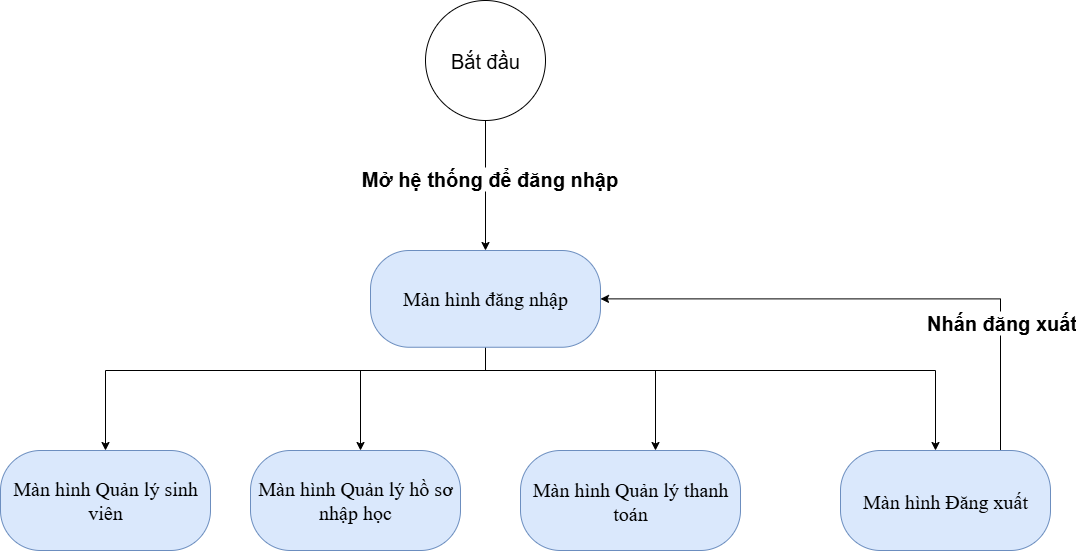 Bắt đầu
Mở hệ thống để đăng nhập
Màn hình đăng nhập
Nhấn đăng xuất
Màn hình Quản lý sinh
viên
Màn hình Quản lý hồ sơ
nhập học
Màn hình Quản lý thanh
toán
Màn hình Đăng xuất